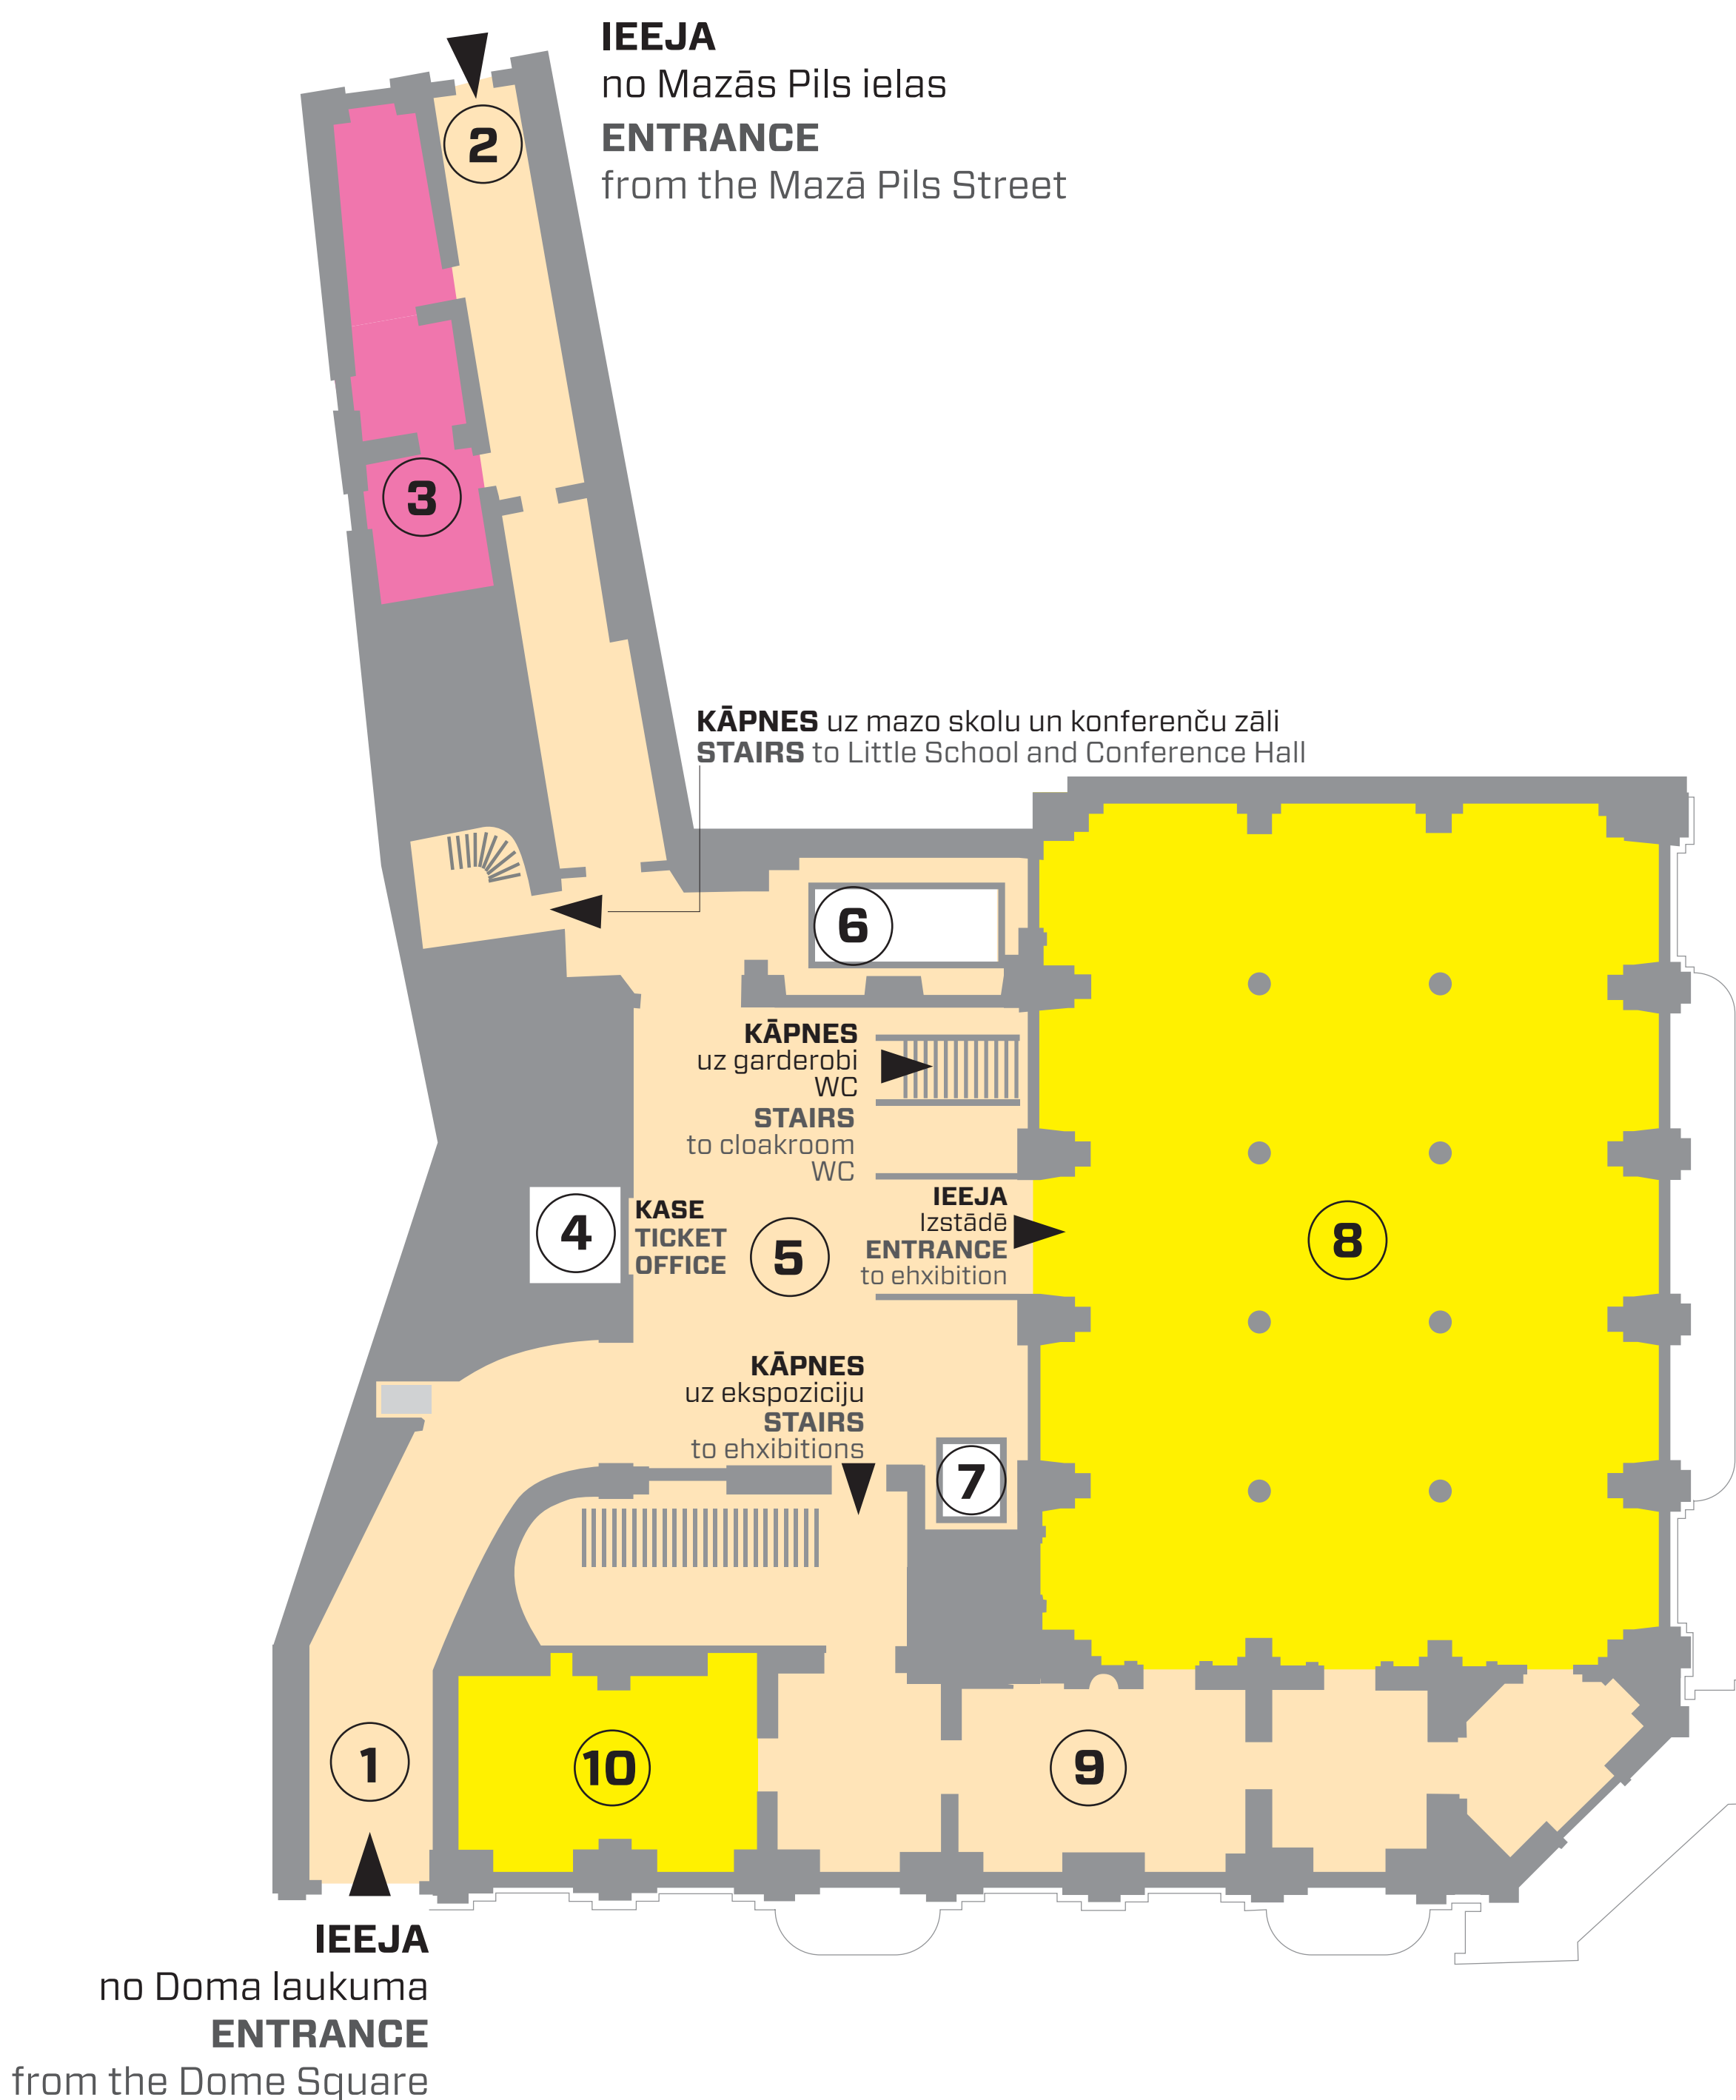 IEEJA
no Mazās Pils ielas
ENTRANCE
from the Mazā Pils Street
2
3
KĀPNES uz mazo skolu un konferenču zāli
STAIRS to Little School and Conference Hall
6
KĀPNES
uz garderobi
WC
STAIRS
to cloakroom
WC
4
KASE
TICKET
OFFICE
5
IEEJA
Izstādē
ENTRANCE
to ehxibition
8
KĀPNES
uz ekspoziciju
STAIRS
to ehxibitions
7
1
10
9
IEEJA
no Doma laukuma
ENTRANCE
from the Dome Square